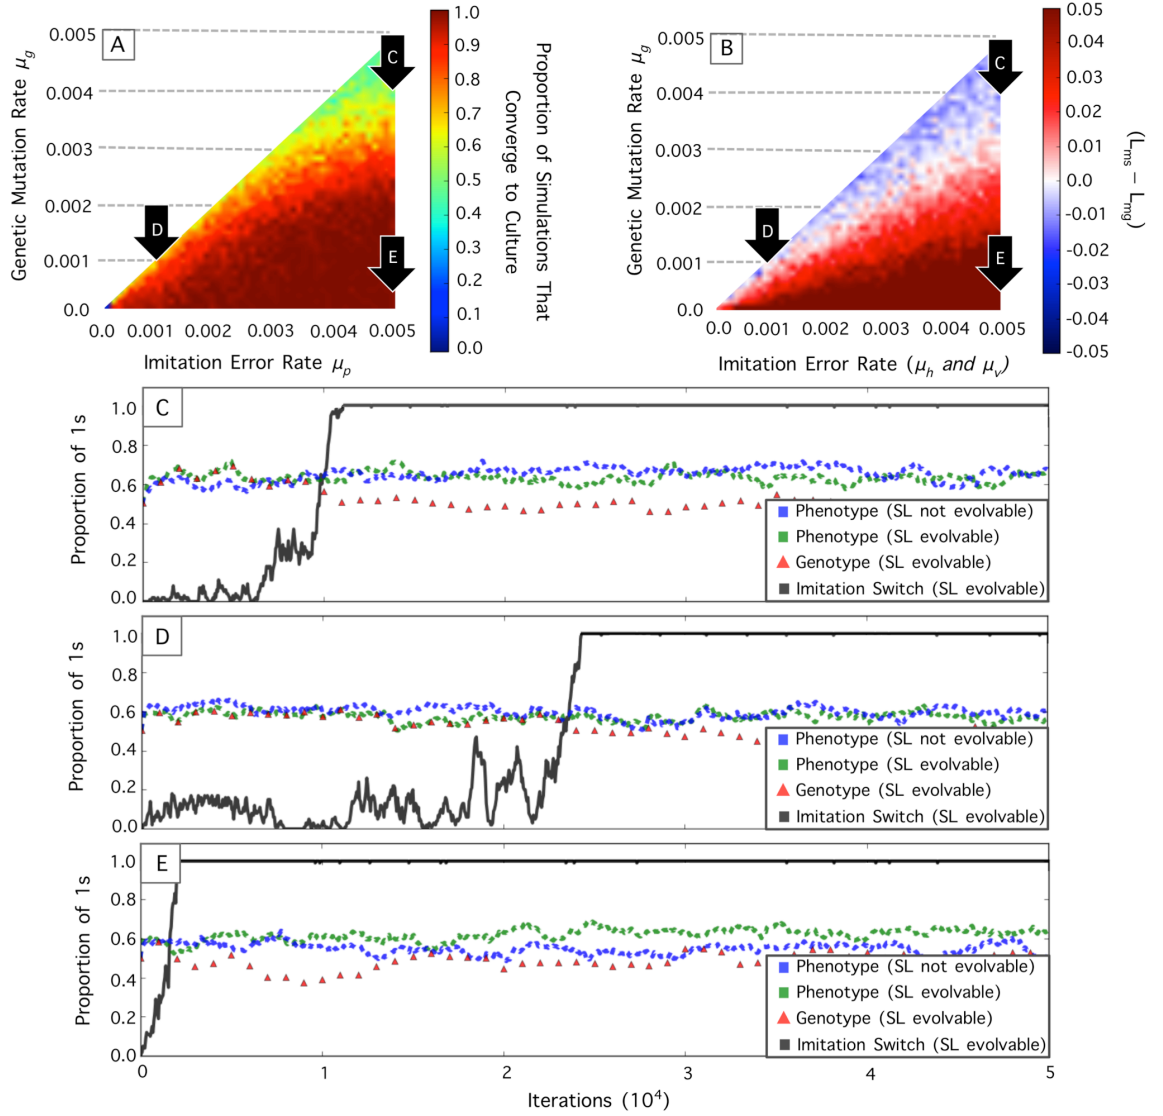 A
Genetic Mutation Rate μg
0.005
0.004
0.003
0.002
0.001
0.0
C
D
E
0.0 0.001 0.002 0.003 0.004 0.005
Imitation Error Rate μp
1.0
0.9
0.8
0.7
0.6
0.5
0.4
0.3
0.2
0.1
0.0
Proportion of Simulations That
Converge to Culture
B
Genetic Mutation Rate μg
0.005
0.004
0.003
0.002
0.001
0.0
C
D
E
0.0 0.001 0.002 0.003 0.004 0.005
Imitation Error Rate (μh and μv)
0.05
0.04
0.03
0.02
0.01
0.0
-0.01
-0.02
-0.03
-0.04
-0.05
(Lms – Lmg)
C
Proportion of 1s
1.0
0.8
0.6
0.4
0.2
0.0
Phenotype (SL not evolvable)
Phenotype (SL evolvable)
Genotype (SL evolvable)
Imitation Switch (SL evolvable)
D
Proportion of 1s
1.0
0.8
0.6
0.4
0.2
0.0
Phenotype (SL not evolvable)
Phenotype (SL evolvable)
Genotype (SL evolvable)
Imitation Switch (SL evolvable)
E
Proportion of 1s
1.0
0.8
0.6
0.4
0.2
0.0
Phenotype (SL not evolvable)
Phenotype (SL evolvable)
Genotype (SL evolvable)
Imitation Switch (SL evolvable)
0 1 2 3 4 5
Iterations (10⁴)